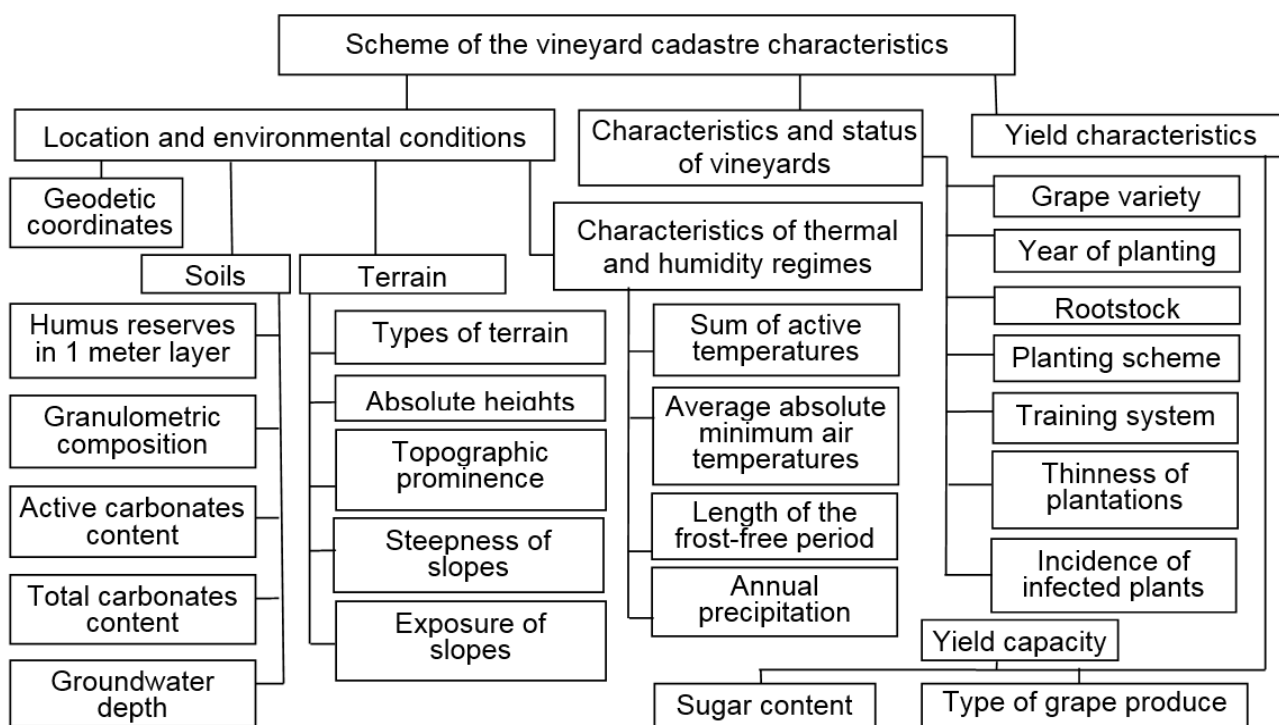 Scheme of the vineyard cadastre characteristics
Location and environmental conditions
Characteristics and status
of vineyards
Yield characteristics
Geodetic
coordinates
Soils
Terrain
Characteristics of thermal
and humidity regimes
Humus reserves
in 1 meter layer
Granulometric
composition
Active carbonates
content
Total carbonates
content
Groundwater
depth
Types of terrain
Absolute heights
Topographic
prominence
Steepness of
slopes
Exposure of
slopes
Sum of active
temperatures
Average absolute
minimum air
temperatures
Length of the
frost-free period
Annual
precipitation
Grape variety
Year of planting
Rootstock
Planting scheme
Training system
Thinness of
plantations
Incidence of
infected plants
Yield capacity
Sugar content
Type of grape produce